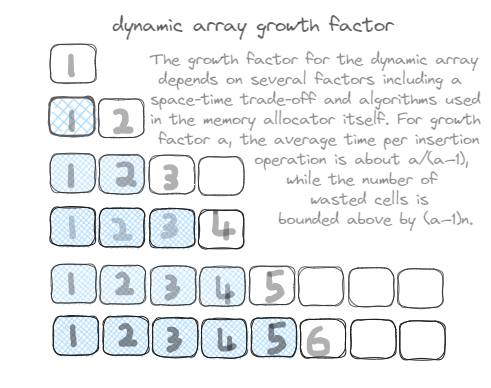 dynamic array growth factor
1
The growth factor for the dynamic array
depends on several factors including a
space-time trade-off and algorithms used
1 2
in the memory allocator itself. For growth
factor a, the average time per insertion
operation is about a/(a–1),
1 2 3
while the number of
wasted cells is
bounded above by (a–1)n.
1 2 3 4
1 2 3 4 5
1 2 3 4 5 6